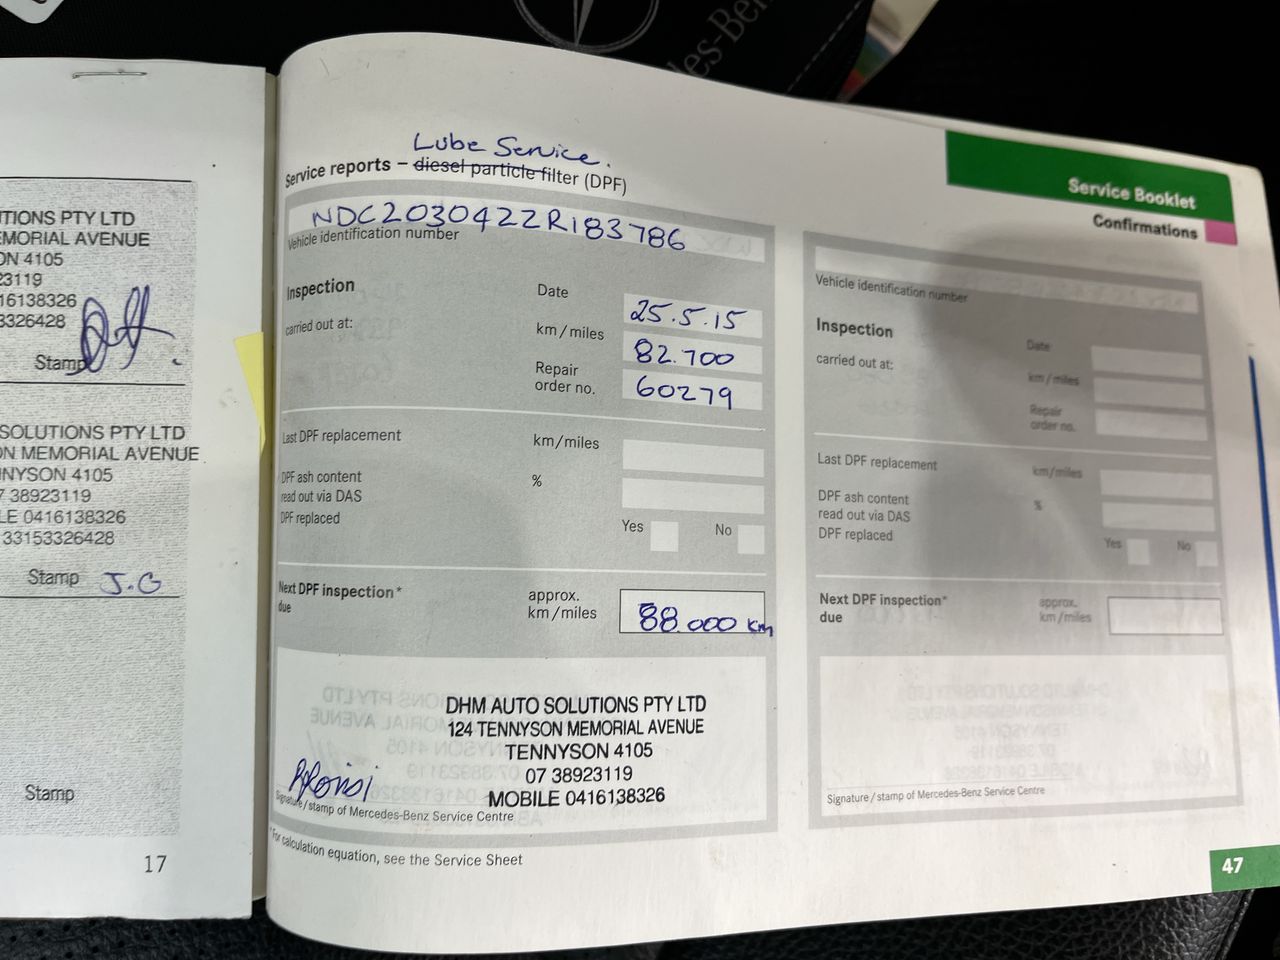 es-Ben
TIONS PTY LTD
EMORIAL AVENUE
ON 4105
23119
16138326
3326428
Stamp
SOLUTIONS PTY LTD
ON MEMORIAL AVENUE
NNYSON 4105
7 38923119
LE 0416138326
33153326428
Stamp J.G
Stamp
17
Lube Service.
Service reports – diesel particle filter (DPF)
NDC2030422R183786
Vehicle identification number
Inspection
carried out at:
Date 25.5.15
km/miles 82.700
Repair
order no. 60279
Last DPF replacement km/miles
DPF ash content
read out via DAS %
DPF replaced Yes No
Next DPF inspection*
due
approx.
km/miles 88.000 km
DHM AUTO SOLUTIONS PTY LTD
124 TENNYSON MEMORIAL AVENUE
TENNYSON 4105
07 38923119
MOBILE 0416138326
Signature/stamp of Mercedes-Benz Service Centre
*For calculation equation, see the Service Sheet
Service Booklet
Confirmations
Vehicle identification number
Inspection
carried out at:
Date
km/miles
Repair
order no.
Last DPF replacement km/miles
DPF ash content
read out via DAS %
DPF replaced Yes No
Next DPF inspection*
due
approx.
km/miles
Signature/stamp of Mercedes-Benz Service Centre
47